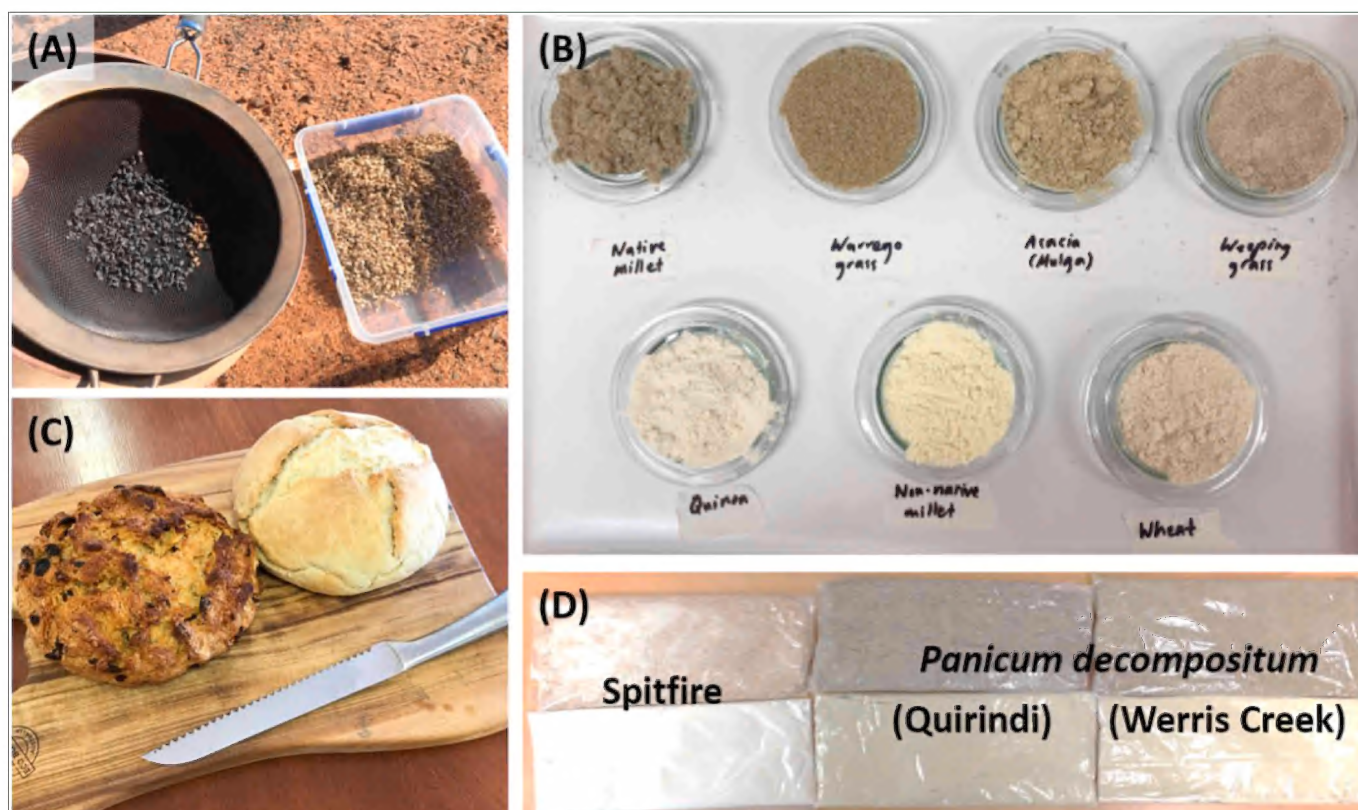 (A)
(B)
Native
millet
Warrego
grass
Acacia
(Mulga)
Weeping
grass
Quinoa
Non-native
millet
Wheat
(C)
(D)
Spitfire
Panicum decompositum
(Quirindi)
(Werris Creek)